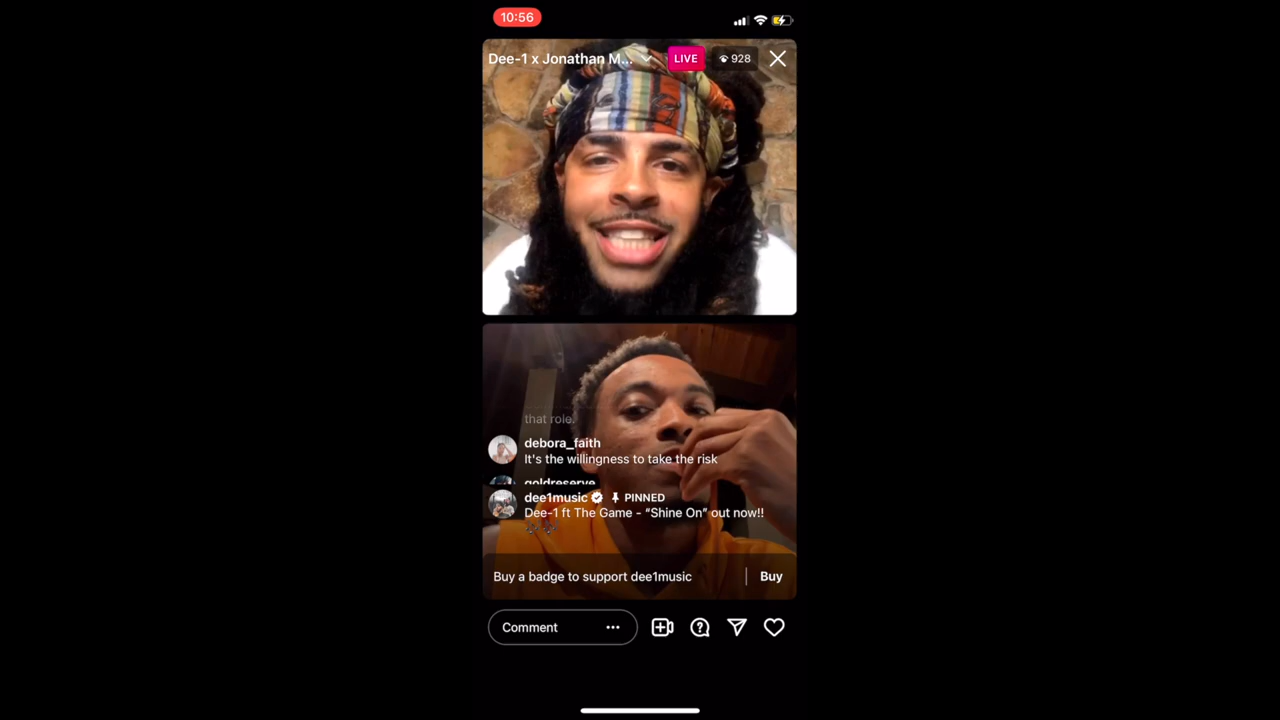 10:56
Dee-1 x Jonathan M...
LIVE
928
that role.
debora_faith
It's the willingness to take the risk
goldreserve
dee1music PINNED
Dee-1 ft The Game - “Shine On” out now!!
Buy a badge to support dee1music
Buy
Comment